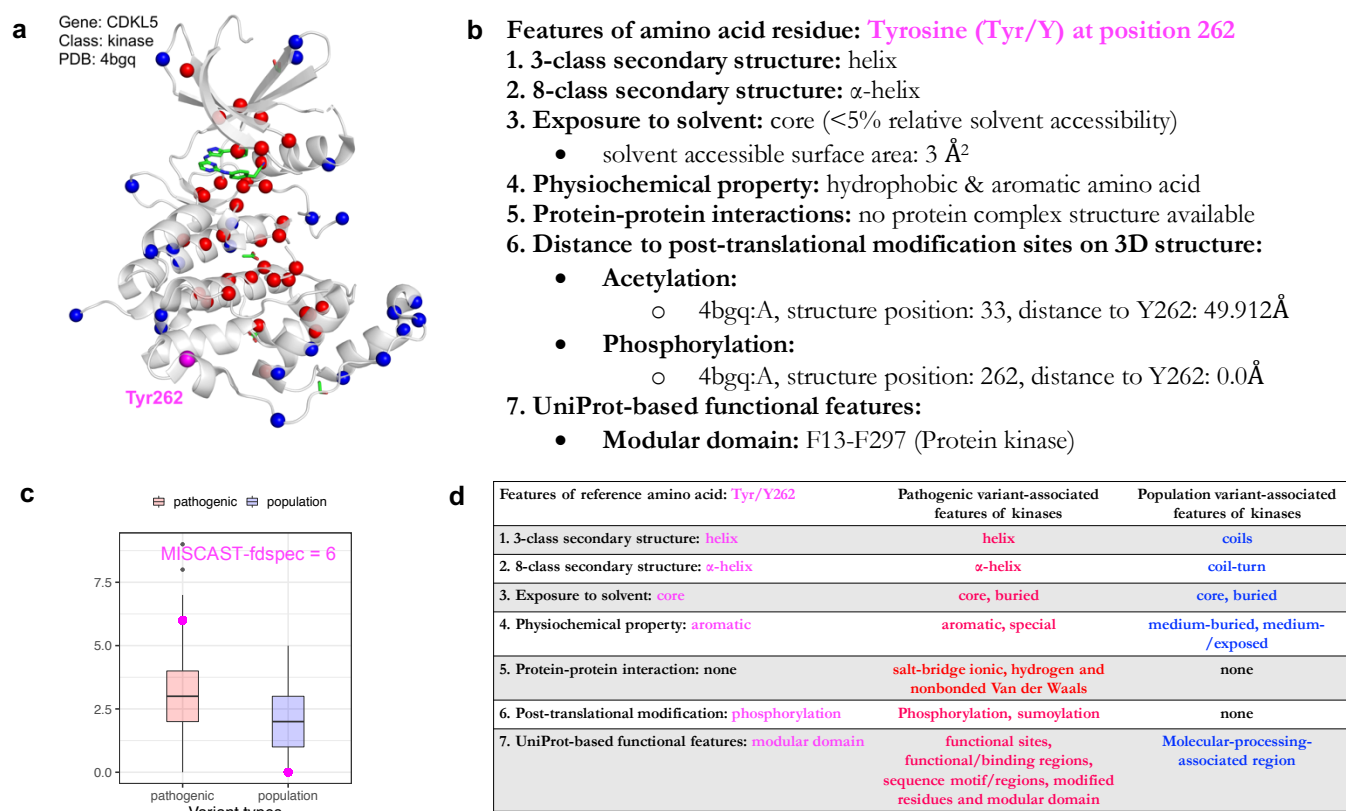 a
Gene: CDKL5
Class: kinase
PDB: 4bgq
Tyr262
b
Features of amino acid residue: Tyrosine (Tyr/Y) at position 262
1. 3-class secondary structure: helix
2. 8-class secondary structure: α-helix
3. Exposure to solvent: core (<5% relative solvent accessibility)
• solvent accessible surface area: 3 Å²
4. Physiochemical property: hydrophobic & aromatic amino acid
5. Protein-protein interactions: no protein complex structure available
6. Distance to post-translational modification sites on 3D structure:
• Acetylation:
o 4bgq:A, structure position: 33, distance to Y262: 49.912Å
• Phosphorylation:
o 4bgq:A, structure position: 262, distance to Y262: 0.0Å
7. UniProt-based functional features:
• Modular domain: F13-F297 (Protein kinase)
c
pathogenic population
MISCAST-fdspec = 6
7.5
5.0
2.5
0.0
pathogenic population
Variant types
d
Features of reference amino acid: Tyr/Y262 Pathogenic variant-associated Population variant-associated
features of kinases features of kinases
1. 3-class secondary structure: helix helix coils
2. 8-class secondary structure: α-helix α-helix coil-turn
3. Exposure to solvent: core core, buried core, buried
4. Physiochemical property: aromatic aromatic, special medium-buried, medium-
/exposed
5. Protein-protein interaction: none salt-bridge ionic, hydrogen and none
nonbonded Van der Waals
6. Post-translational modification: phosphorylation Phosphorylation, sumoylation none
7. UniProt-based functional features: modular domain functional sites, Molecular-processing-
functional/binding regions, associated region
sequence motif/regions, modified
residues and modular domain